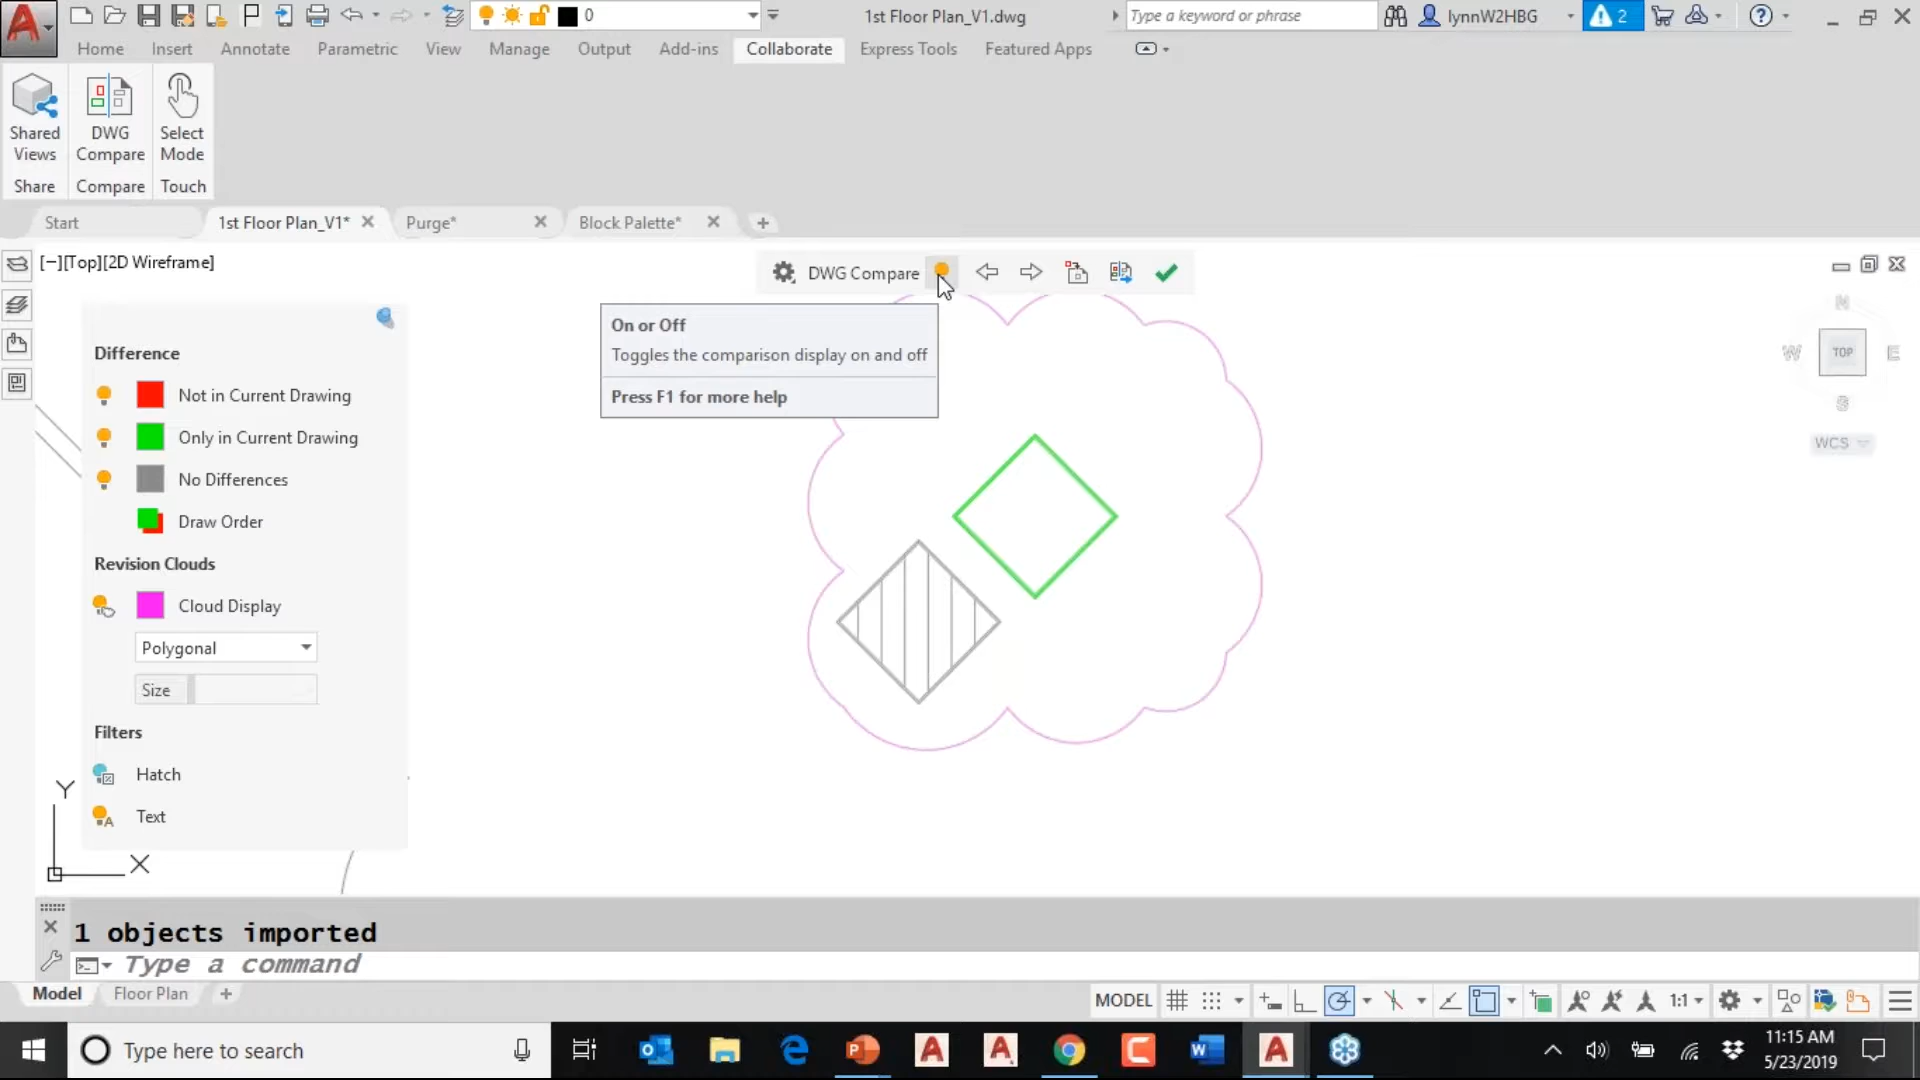 0
1st Floor Plan_V1.dwg
Type a keyword or phrase
lynnW2HBG
2
Home Insert Annotate Parametric View Manage Output Add-ins Collaborate Express Tools Featured Apps
Shared Views
DWG Compare
Select Mode
Share Compare Touch
Start 1st Floor Plan_V1* Purge* Block Palette*
[−][Top][2D Wireframe]
DWG Compare
On or Off
Toggles the comparison display on and off
Press F1 for more help
N
W TOP E
S
WCS
Difference
Not in Current Drawing
Only in Current Drawing
No Differences
Draw Order
Revision Clouds
Cloud Display
Polygonal
Size
Filters
Hatch
Text
Y
X
1 objects imported
Type a command
Model Floor Plan
MODEL 1:1
Type here to search
11:15 AM
5/23/2019